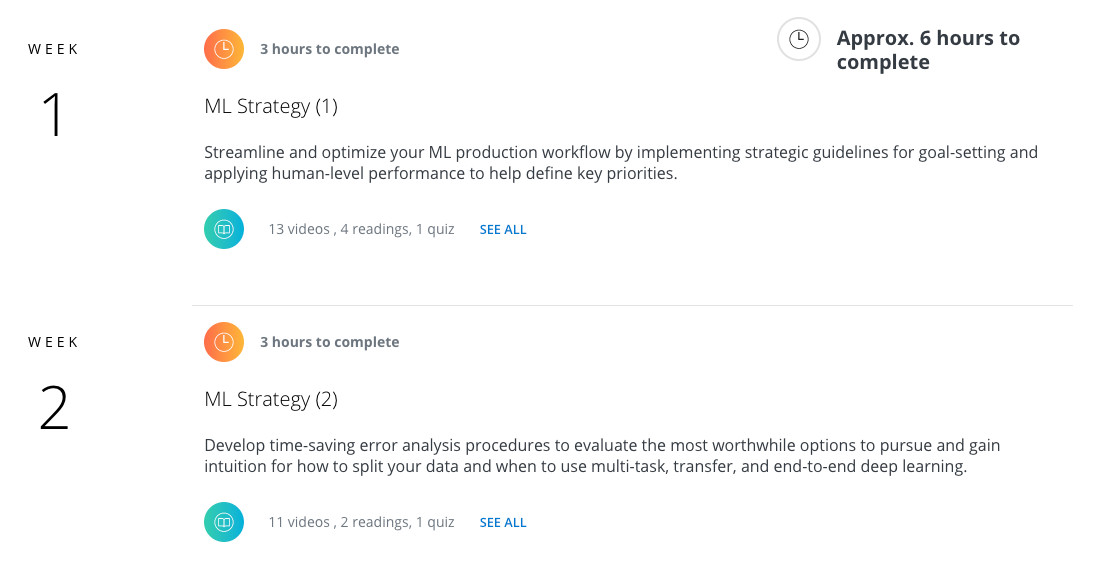 WEEK
1
3 hours to complete
Approx. 6 hours to
complete
ML Strategy (1)
Streamline and optimize your ML production workflow by implementing strategic guidelines for goal-setting and
applying human-level performance to help define key priorities.
13 videos , 4 readings, 1 quiz SEE ALL
WEEK
2
3 hours to complete
ML Strategy (2)
Develop time-saving error analysis procedures to evaluate the most worthwhile options to pursue and gain
intuition for how to split your data and when to use multi-task, transfer, and end-to-end deep learning.
11 videos , 2 readings, 1 quiz SEE ALL